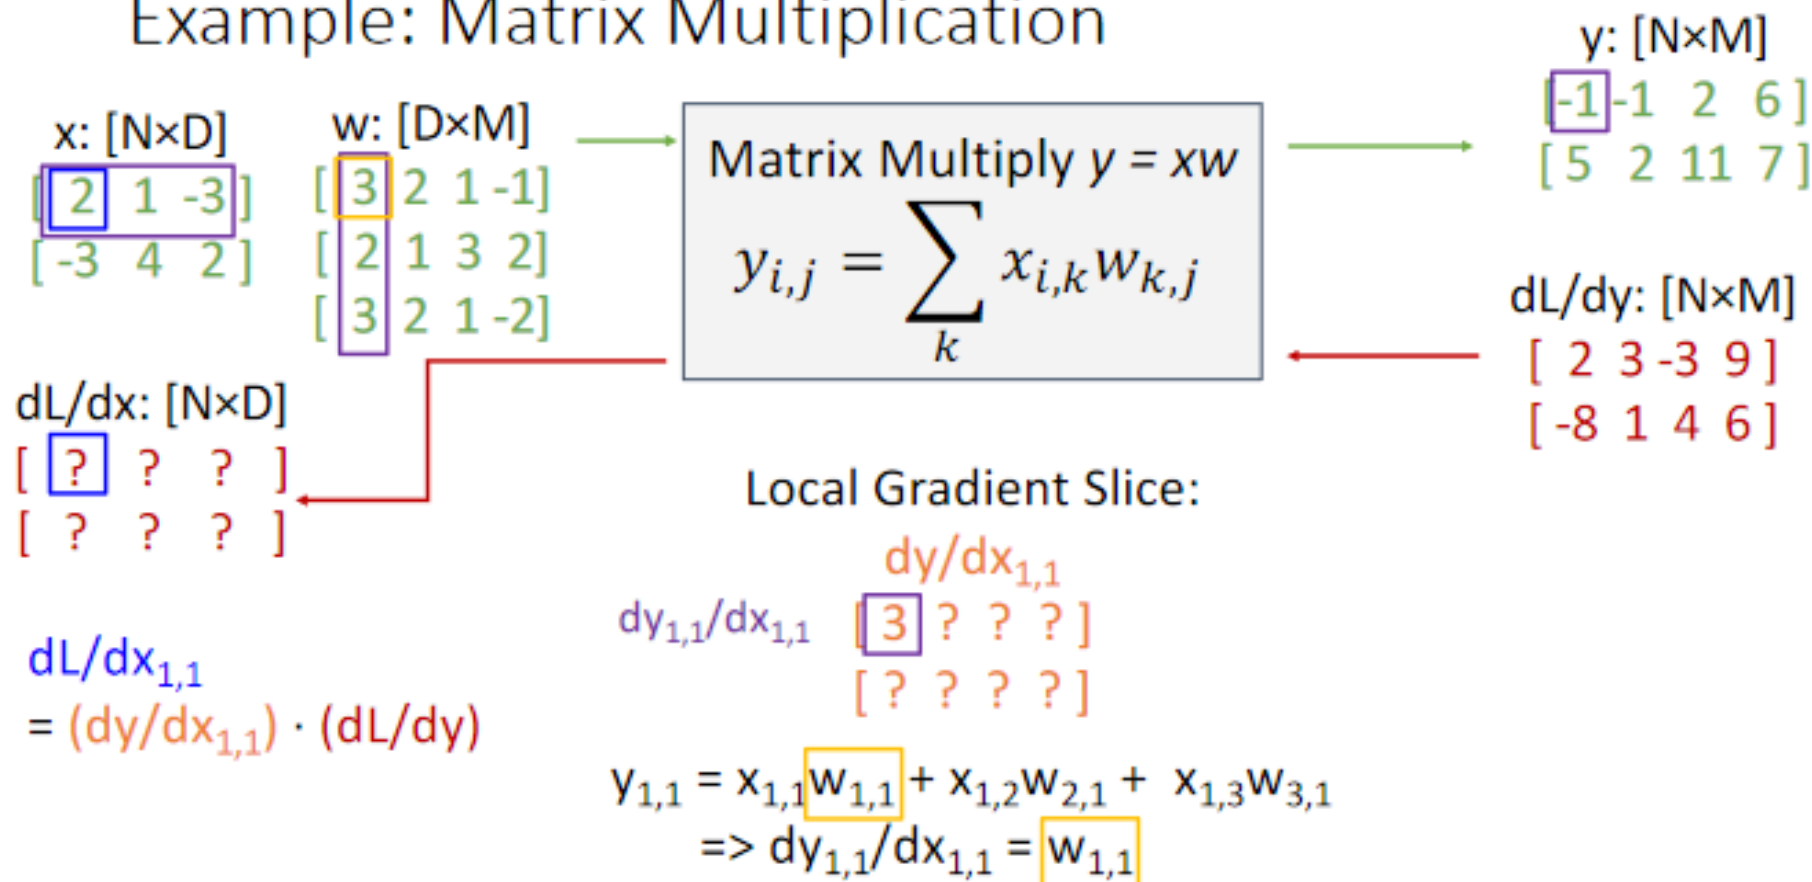 Example: Matrix Multiplication
x: [N×D]
[ 2 1 -3 ]
[ -3 4 2 ]
w: [D×M]
[ 3 2 1 -1]
[ 2 1 3 2]
[ 3 2 1 -2]
Matrix Multiply y = xw
y_{i,j} = ∑_k x_{i,k}w_{k,j}
y: [N×M]
[ -1 -1 2 6 ]
[ 5 2 11 7 ]
dL/dy: [N×M]
[ 2 3 -3 9 ]
[ -8 1 4 6 ]
dL/dx: [N×D]
[ ? ? ? ]
[ ? ? ? ]
dL/dx_{1,1}
= (dy/dx_{1,1}) · (dL/dy)
Local Gradient Slice:
dy/dx_{1,1}
dy_{1,1}/dx_{1,1} [ 3 ? ? ? ]
[ ? ? ? ? ]
y_{1,1} = x_{1,1}w_{1,1} + x_{1,2}w_{2,1} + x_{1,3}w_{3,1}
=> dy_{1,1}/dx_{1,1} = w_{1,1}